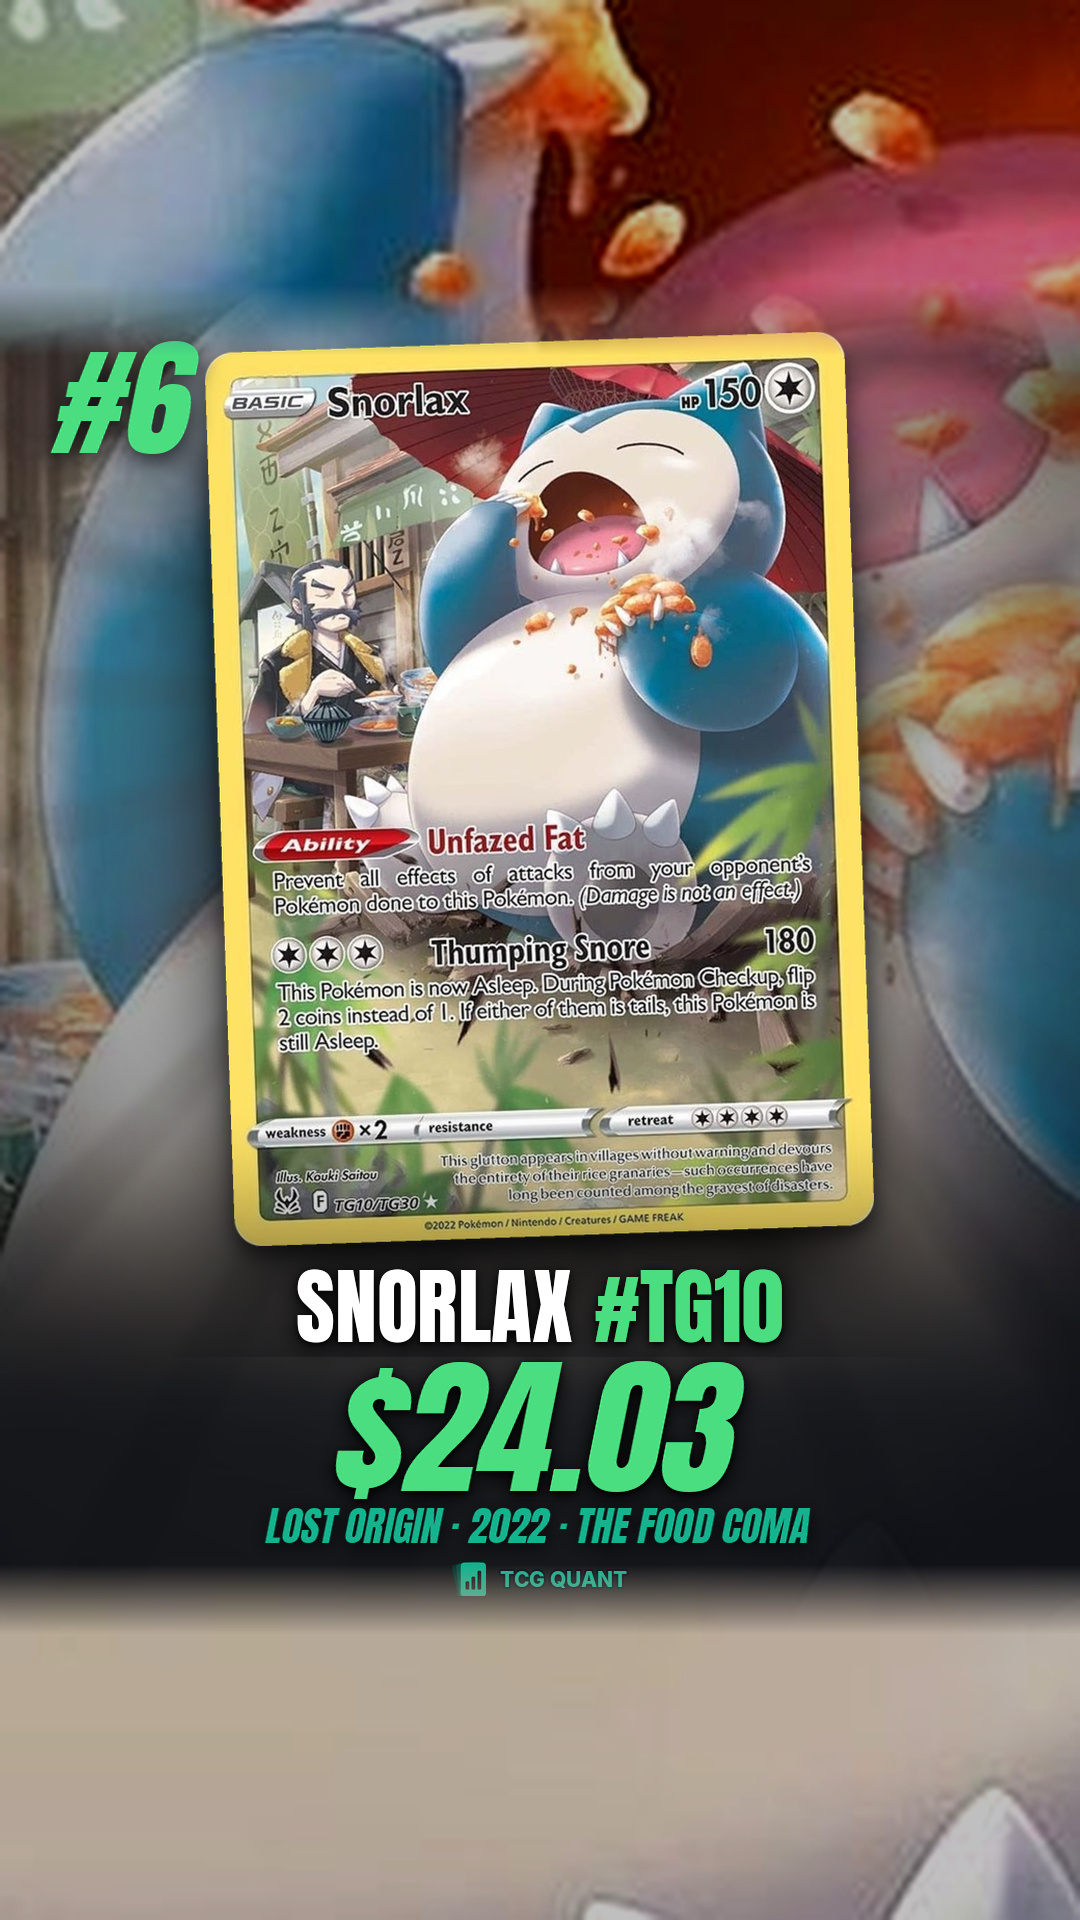 #6
BASIC Snorlax HP 150
Ability Unfazed Fat
Prevent all effects of attacks from your opponent's
Pokémon done to this Pokémon. (Damage is not an effect.)
Thumping Snore 180
This Pokémon is now Asleep. During Pokémon Checkup, flip
2 coins instead of 1. If either of them is tails, this Pokémon is
still Asleep.
weakness ×2 resistance retreat
This glutton appears in villages without warning and devours
the entirety of their rice granaries—such occurrences have
long been counted among the gravest of disasters.
Illus. Kouki Saitou
F TG10/TG30
©2022 Pokémon / Nintendo / Creatures / GAME FREAK
SNORLAX #TG10
$24.03
LOST ORIGIN · 2022 · THE FOOD COMA
TCG QUANT